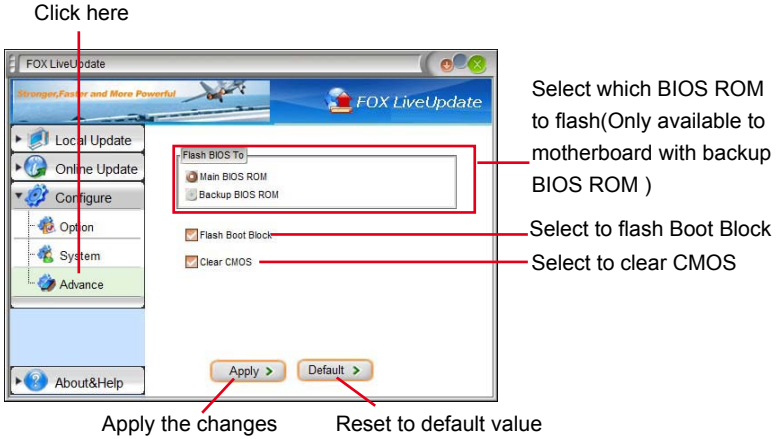 Click here
FOX LiveUpdate
Stronger,Faster and More Powerful
FOX LiveUpdate
Local Update
Online Update
Configure
Option
System
Advance
About&Help
Flash BIOS To
Main BIOS ROM
Backup BIOS ROM
Flash Boot Block
Clear CMOS
Apply
Default
Select which BIOS ROM
to flash(Only available to
motherboard with backup
BIOS ROM )
Select to flash Boot Block
Select to clear CMOS
Apply the changes
Reset to default value